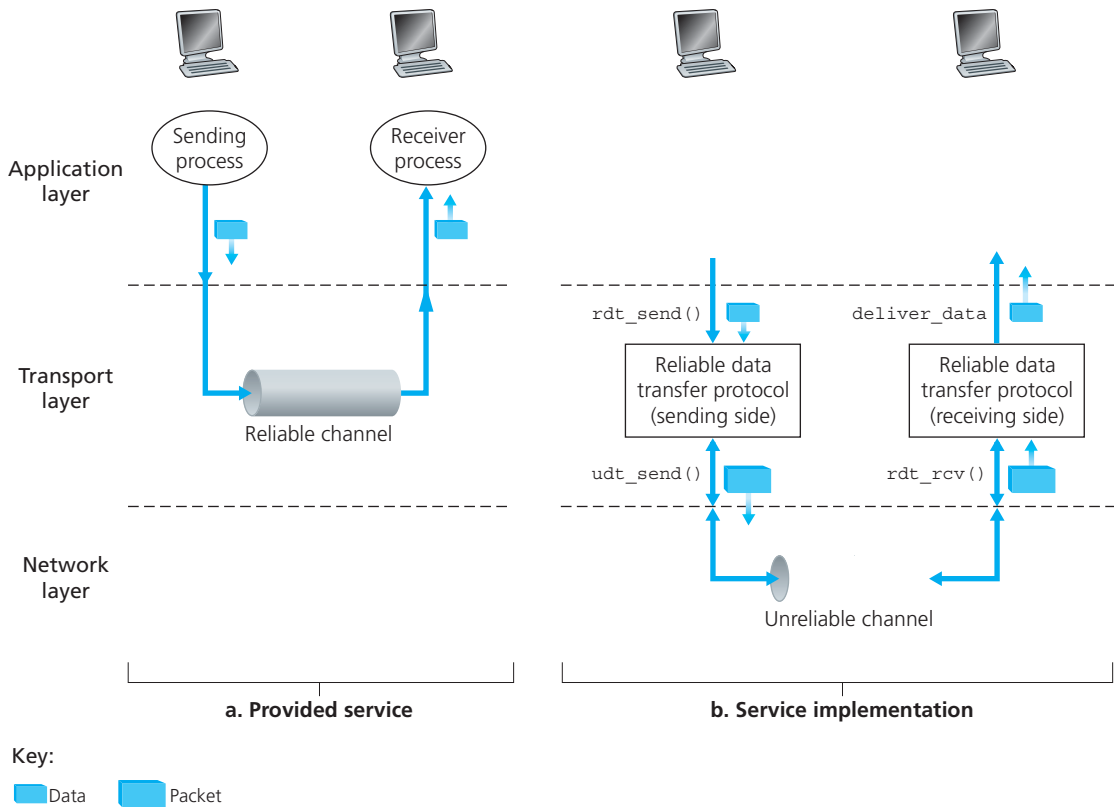 Sending
process
Receiver
process
Application
layer
rdt_send()
deliver_data
Transport
layer
Reliable channel
Reliable data
transfer protocol
(sending side)
Reliable data
transfer protocol
(receiving side)
udt_send()
rdt_rcv()
Network
layer
Unreliable channel
a. Provided service
b. Service implementation
Key:
Data
Packet